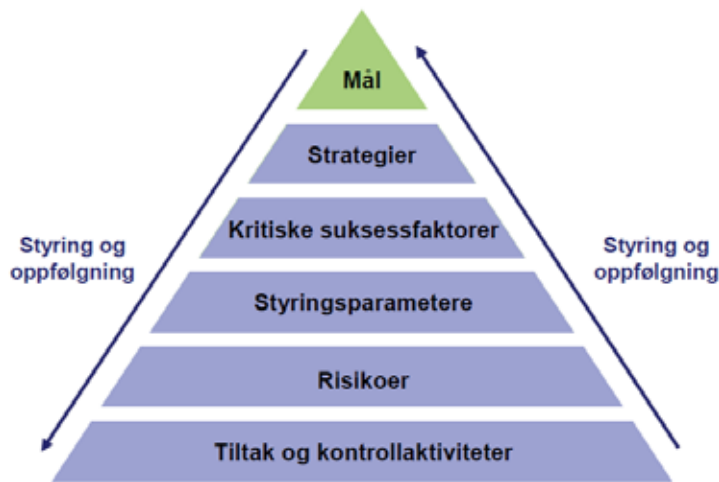 Mål
Strategier
Kritiske suksessfaktorer
Styring og
oppfølgning
Styring og
oppfølgning
Styringsparametere
Risikoer
Tiltak og kontrollaktiviteter